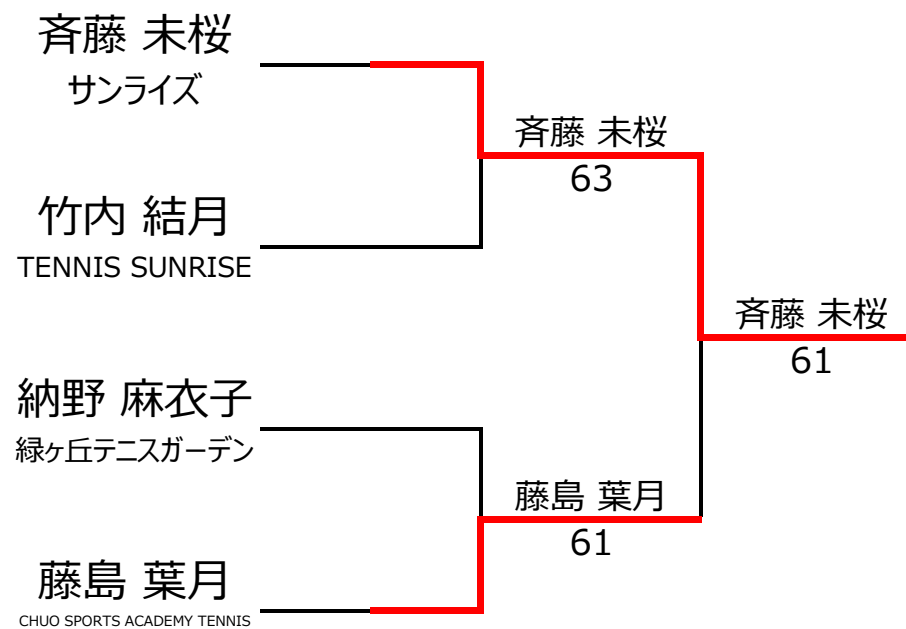 斉藤 未桜
サンライズ
竹内 結月
TENNIS SUNRISE
納野 麻衣子
緑ヶ丘テニスガーデン
藤島 葉月
CHUO SPORTS ACADEMY TENNIS
斉藤 未桜
63
藤島 葉月
61
斉藤 未桜
61